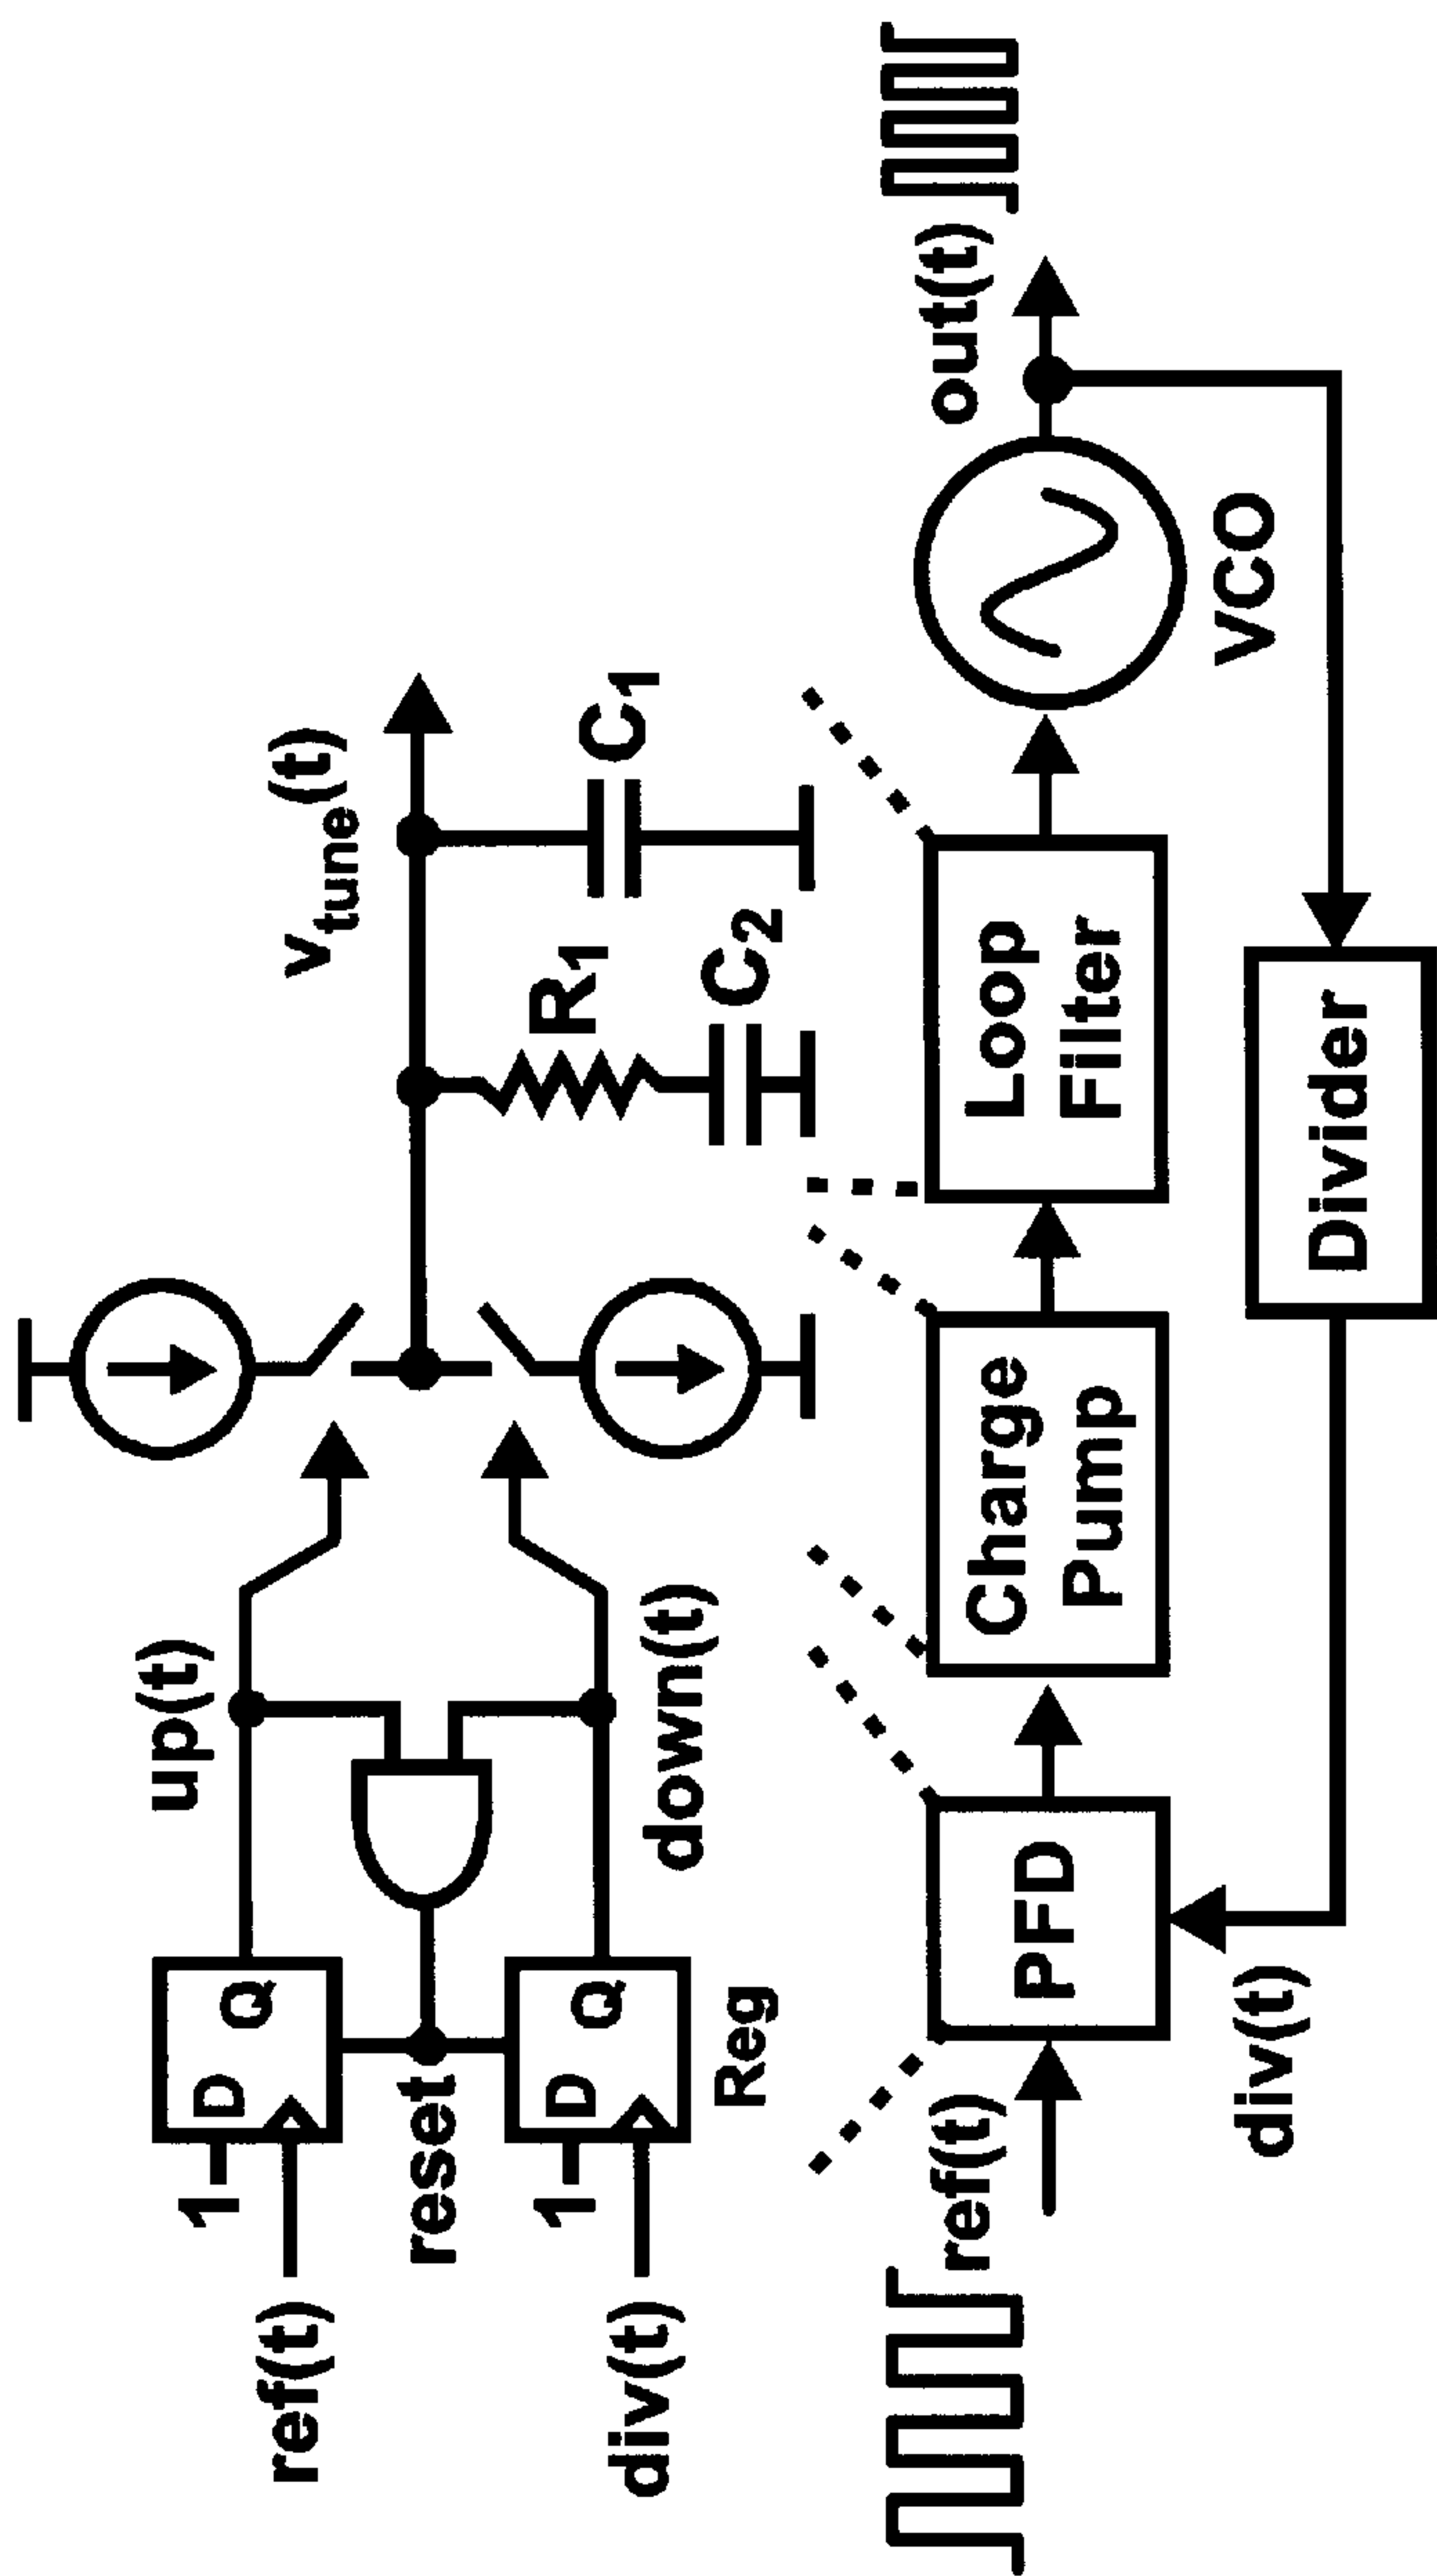 up(t)
v_tune(t)
1
D
Q
ref(t)
reset
R₁
C₁
1
D
Q
C₂
div(t)
down(t)
Reg
ref(t)
out(t)
PFD
Charge
Pump
Loop
Filter
VCO
div(t)
Divider